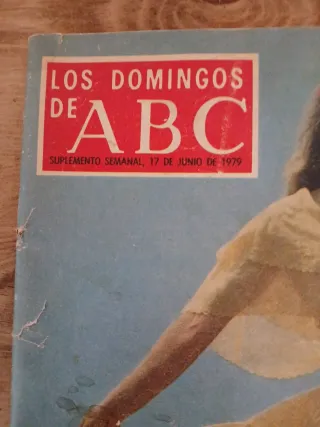 LOS DOMINGOS
DE ABC
SUPLEMENTO SEMANAL, 17 DE JUNIO DE 1979